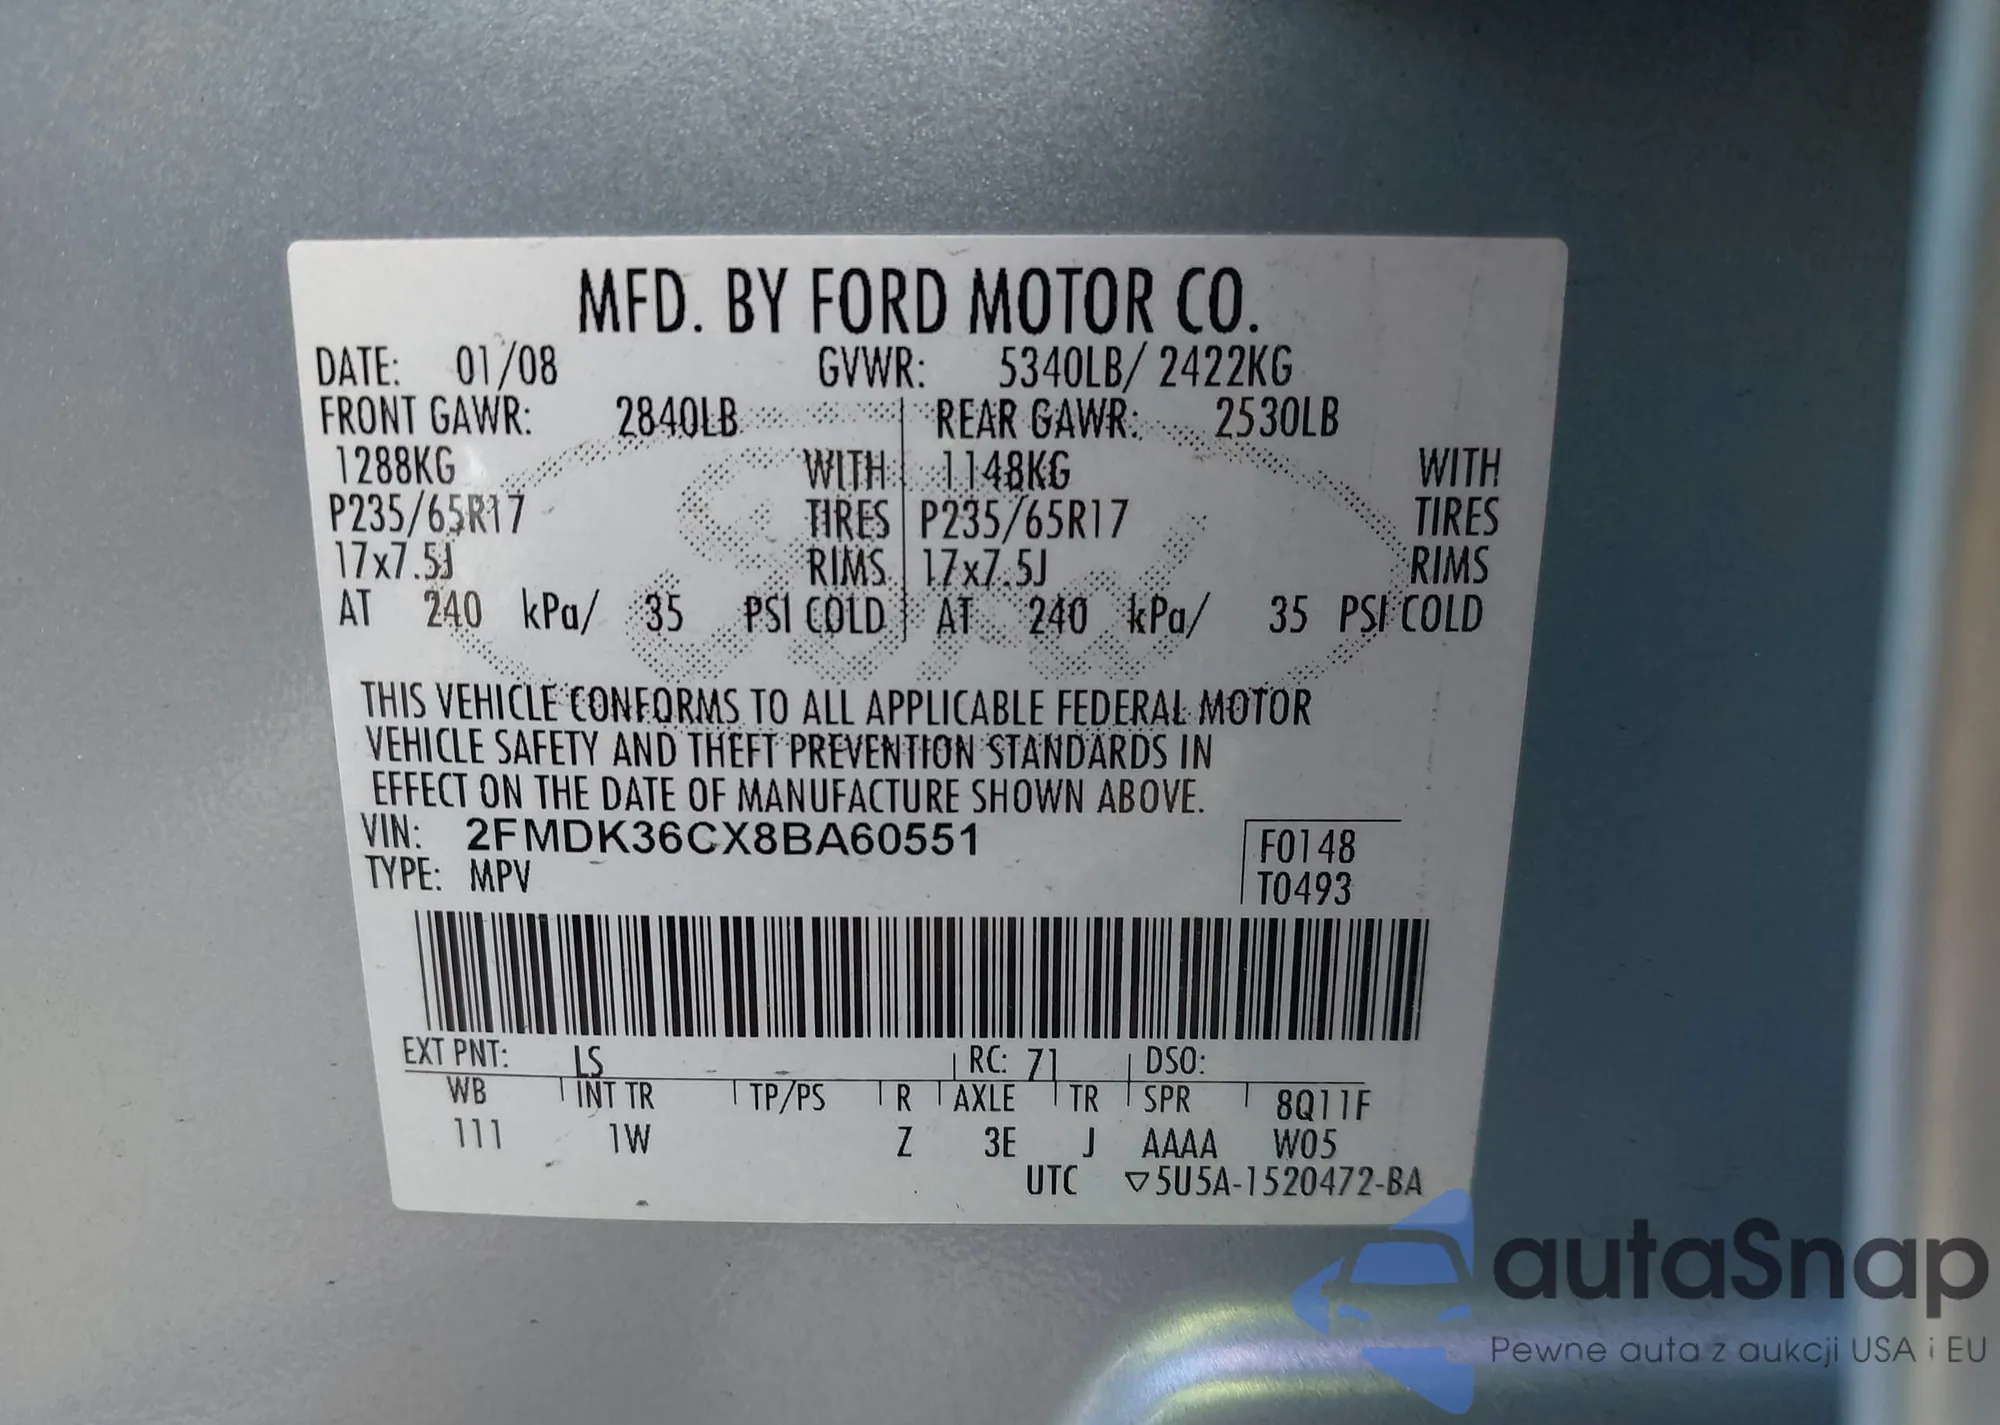 MFD. BY FORD MOTOR CO.
DATE: 01/08 GVWR: 5340LB/ 2422KG
FRONT GAWR: 2840LB REAR GAWR: 2530LB
1288KG WITH 1148KG WITH
P235/65R17 TIRES P235/65R17 TIRES
17x7.5J RIMS 17x7.5J RIMS
AT 240 kPa/ 35 PSI COLD AT 240 kPa/ 35 PSI COLD
Ford
THIS VEHICLE CONFORMS TO ALL APPLICABLE FEDERAL MOTOR
VEHICLE SAFETY AND THEFT PREVENTION STANDARDS IN
EFFECT ON THE DATE OF MANUFACTURE SHOWN ABOVE.
VIN: 2FMDK36CX8BA60551 F0148
TYPE: MPV T0493
EXT PNT: LS RC: 71 DSO:
WB INT TR TP/PS R AXLE TR SPR 8Q11F
111 1W Z 3E J AAAA W05
UTC ▽5U5A-1520472-BA
autaSnap
Pewne auta z aukcji USA i EU